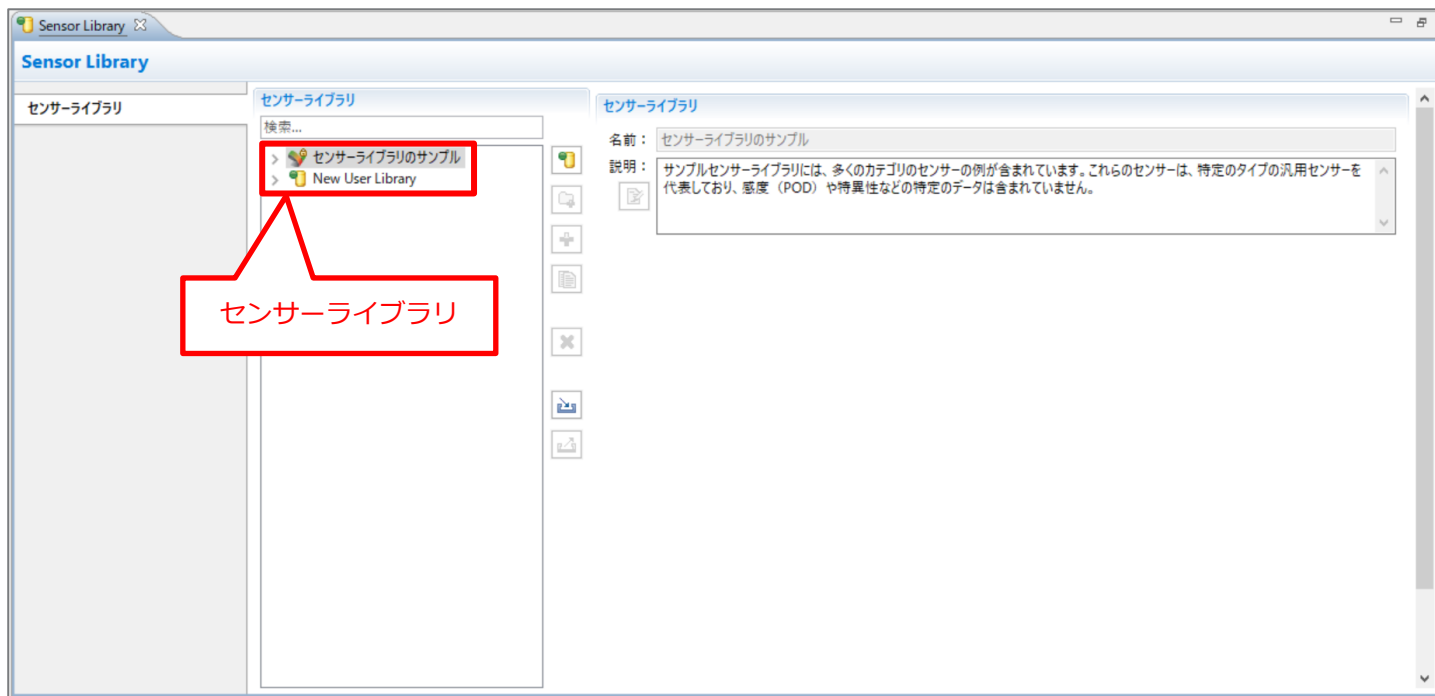 Sensor Library
Sensor Library
センサーライブラリ
センサーライブラリ
検索...
センサーライブラリのサンプル
New User Library
センサーライブラリ
センサーライブラリ
名前： センサーライブラリのサンプル
説明： サンプルセンサーライブラリには、多くのカテゴリのセンサーの例が含まれています。これらのセンサーは、特定のタイプの汎用センサーを
代表しており、感度（POD）や特異性などの特定のデータは含まれていません。